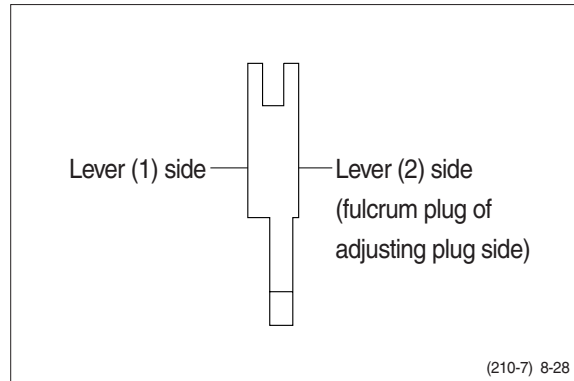 Lever (1) side
Lever (2) side
(fulcrum plug of
adjusting plug side)
(210-7) 8-28